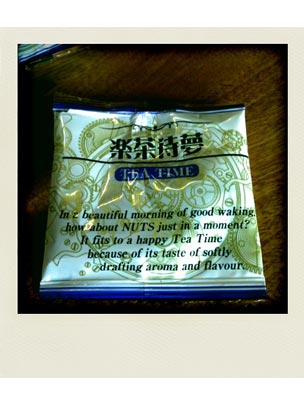 楽茶待夢
TEA TIME
In a beautiful morning of good waking,
how about NUTS just in a moment?
It fits to a happy Tea Time
because of its taste of softly
drafting aroma and flavour.